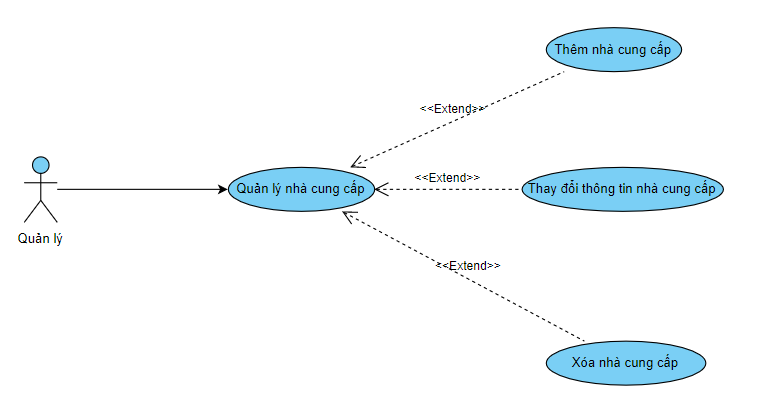 Thêm nhà cung cấp
<<Extend>>
<<Extend>>
Quản lý nhà cung cấp
Thay đổi thông tin nhà cung cấp
Quản lý
<<Extend>>
Xóa nhà cung cấp